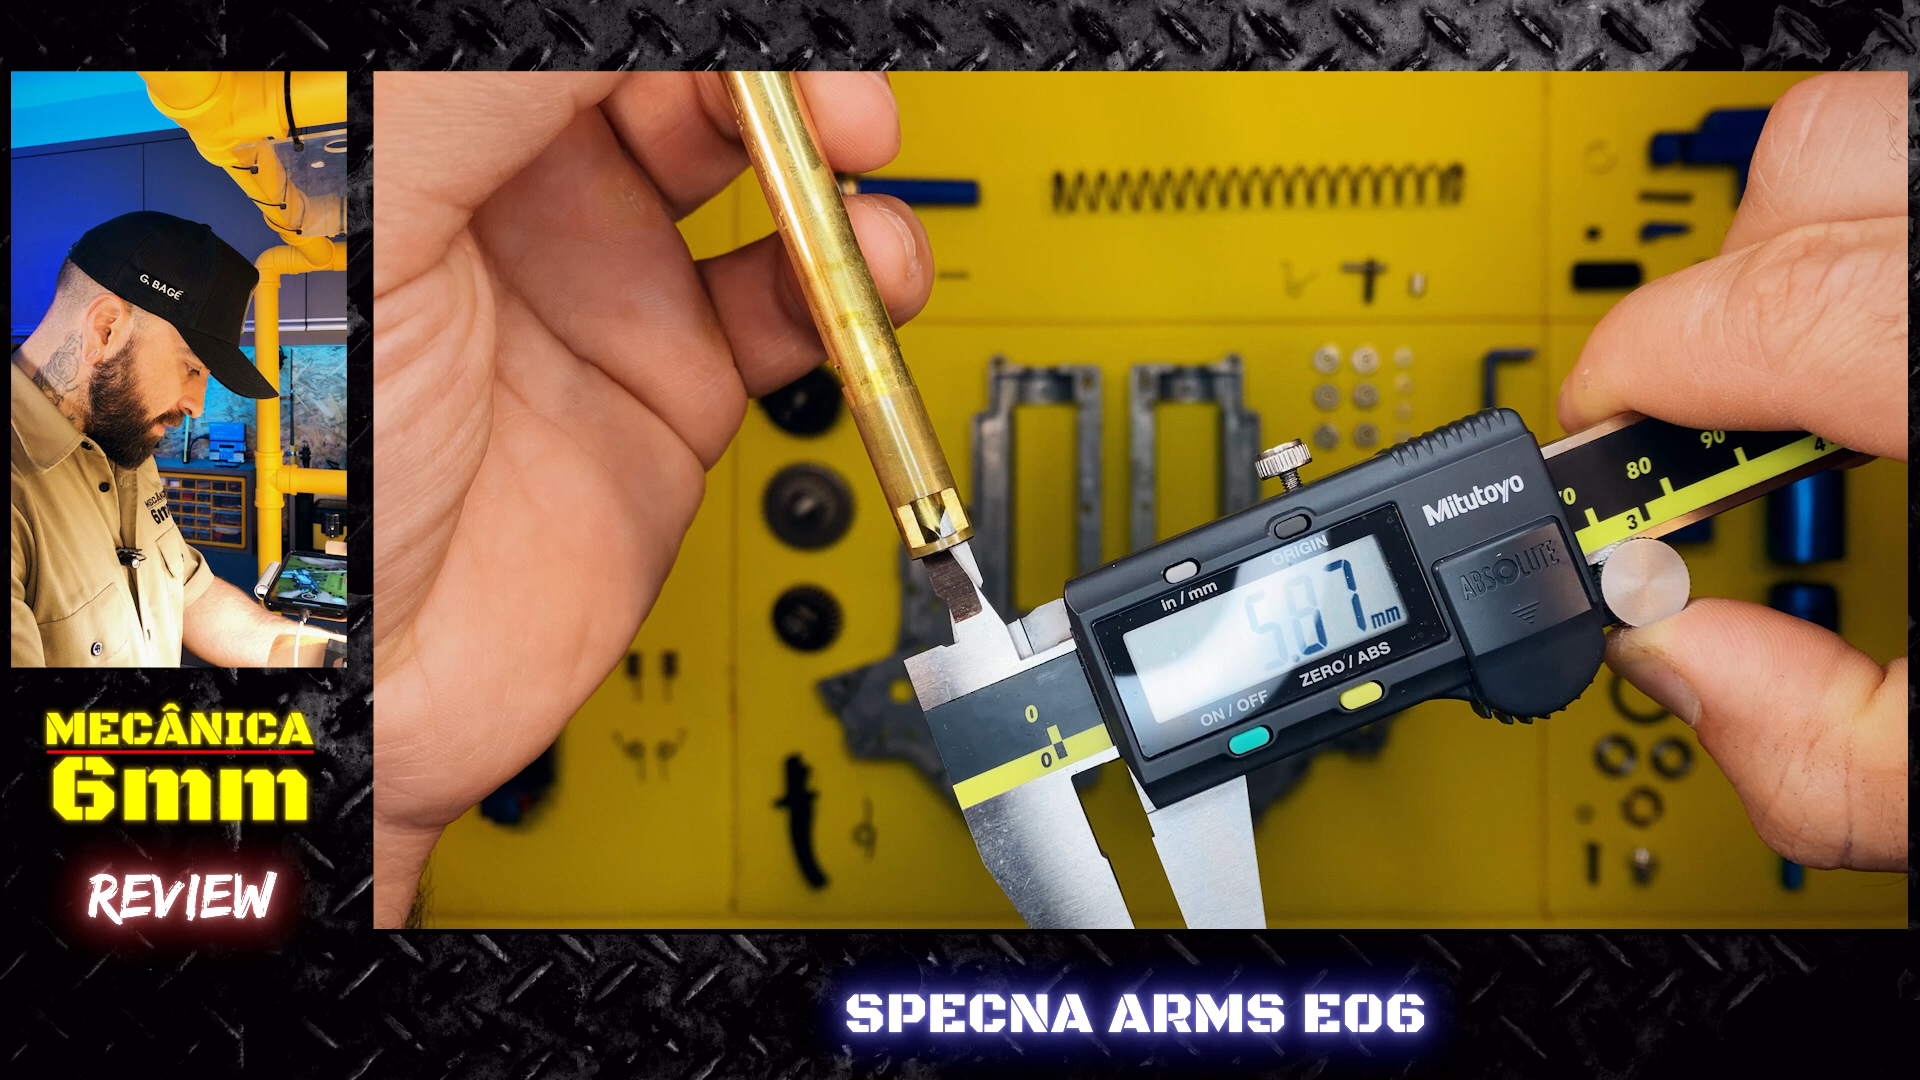 G. BAGÉ
MECÂNICA
6mm
REVIEW
Mitutoyo
ABSOLUTE
ORIGIN
in / mm
5.87 mm
ZERO / ABS
ON / OFF
90
80
4
3
0
0
SPECNA ARMS E06